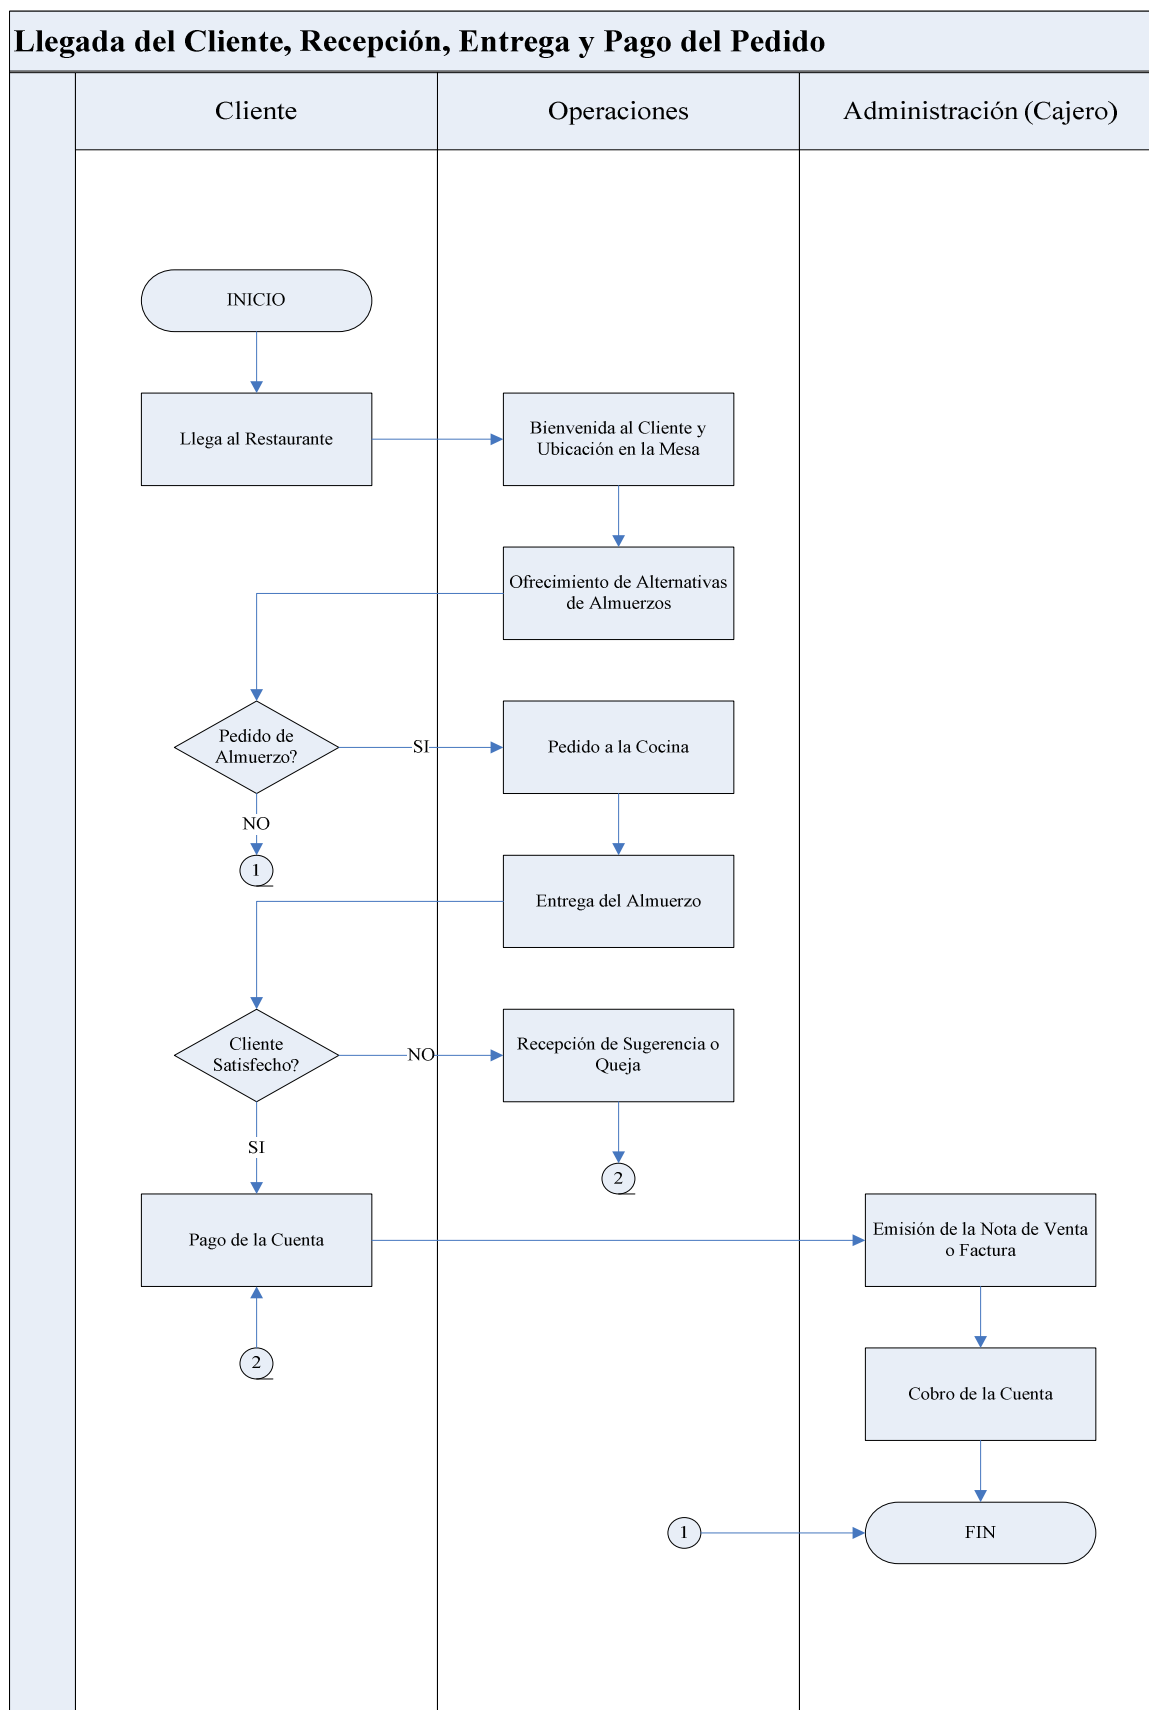 Llegada del Cliente, Recepción, Entrega y Pago del Pedido
Cliente
Operaciones
Administración (Cajero)
INICIO
Llega al Restaurante
Bienvenida al Cliente y
Ubicación en la Mesa
Ofrecimiento de Alternativas
de Almuerzos
Pedido de
Almuerzo?
SI
Pedido a la Cocina
NO
1
Entrega del Almuerzo
Cliente
Satisfecho?
NO
Recepción de Sugerencia o
Queja
SI
2
Pago de la Cuenta
Emisión de la Nota de Venta
o Factura
2
Cobro de la Cuenta
1
FIN